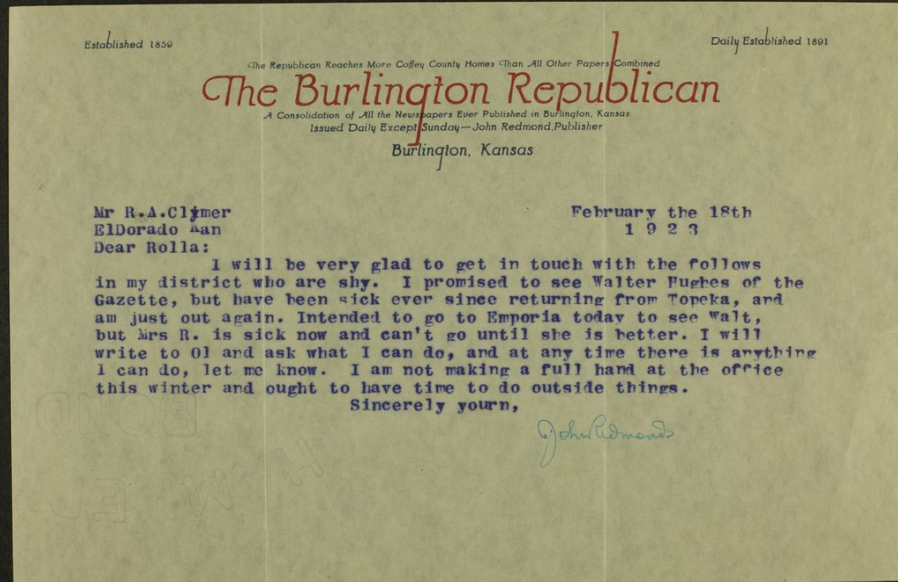 Established 1859
Daily Established 1891
The Republican Reaches More Coffey County Homes Than All Other Papers Combined
The Burlington Republican
A Consolidation of All the Newspapers Ever Published in Burlington, Kansas
Issued Daily Except Sunday—John Redmond, Publisher
Burlington, Kansas
Mr R.A.Clymer
February the 18th
ElDorado Kan
1 9 2 3
Dear Rolla:
I will be very glad to get in touch with the follows
in my district who are shy. I promised to see Walter Hughes of the
Gazette, but have been sick ever since returning from Topeka, and
am just out again. Intended to go to Emporia today to see Walt,
but Mrs R. is sick now and can't go until she is better. I will
write to Ol and ask what I can do, and at any time there is anything
I can do, let me know. I am not making a full hand at the office
this winter and ought to have time to do outside things.
Sincerely yourn,
John Redmond